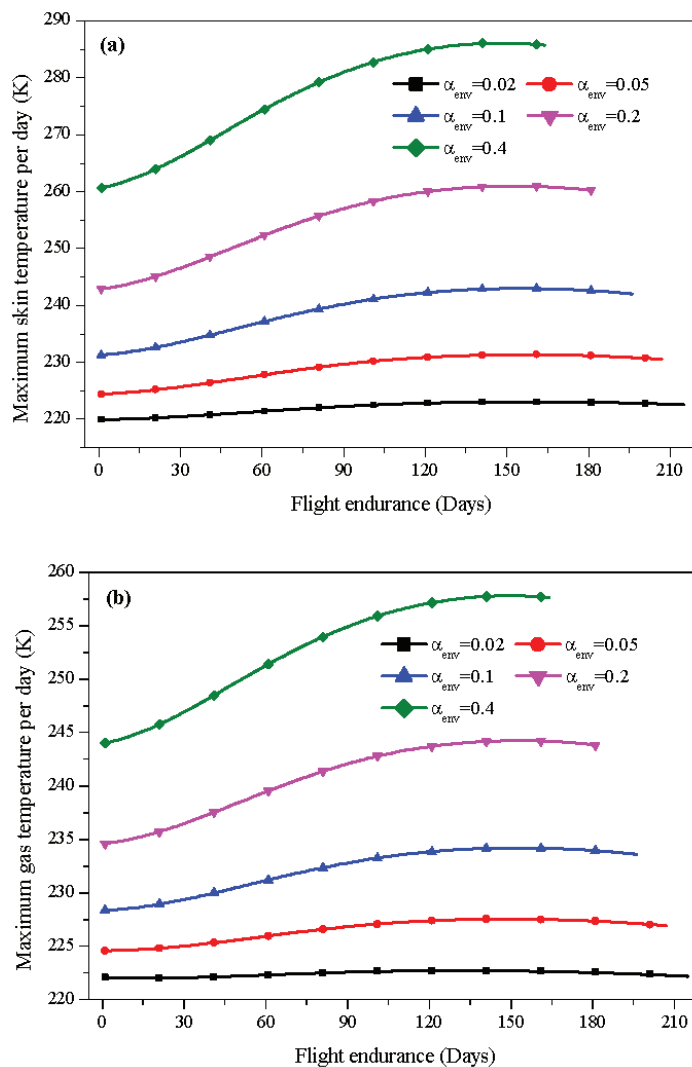 (a)
290
280
270
260
250
240
230
220
Maximum skin temperature per day (K)
α_env=0.02 α_env=0.05
α_env=0.1 α_env=0.2
α_env=0.4
0 30 60 90 120 150 180 210
Flight endurance (Days)
(b)
260
255
250
245
240
235
230
225
220
Maximum gas temperature per day (K)
α_env=0.02 α_env=0.05
α_env=0.1 α_env=0.2
α_env=0.4
0 30 60 90 120 150 180 210
Flight endurance (Days)